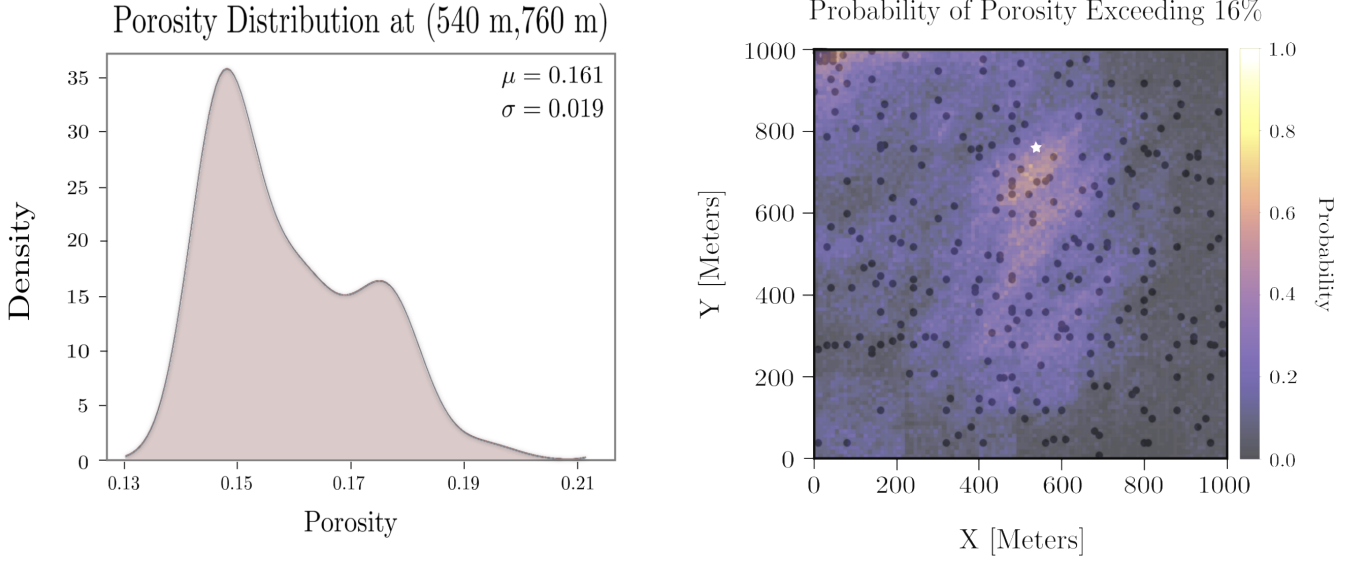 Porosity Distribution at (540 m,760 m)
μ = 0.161
σ = 0.019
35
30
25
20
15
10
5
0
Density
0.13 0.15 0.17 0.19 0.21
Porosity
Probability of Porosity Exceeding 16%
1000
800
600
400
200
0
Y [Meters]
0 200 400 600 800 1000
X [Meters]
1.0
0.8
0.6
0.4
0.2
0.0
Probability